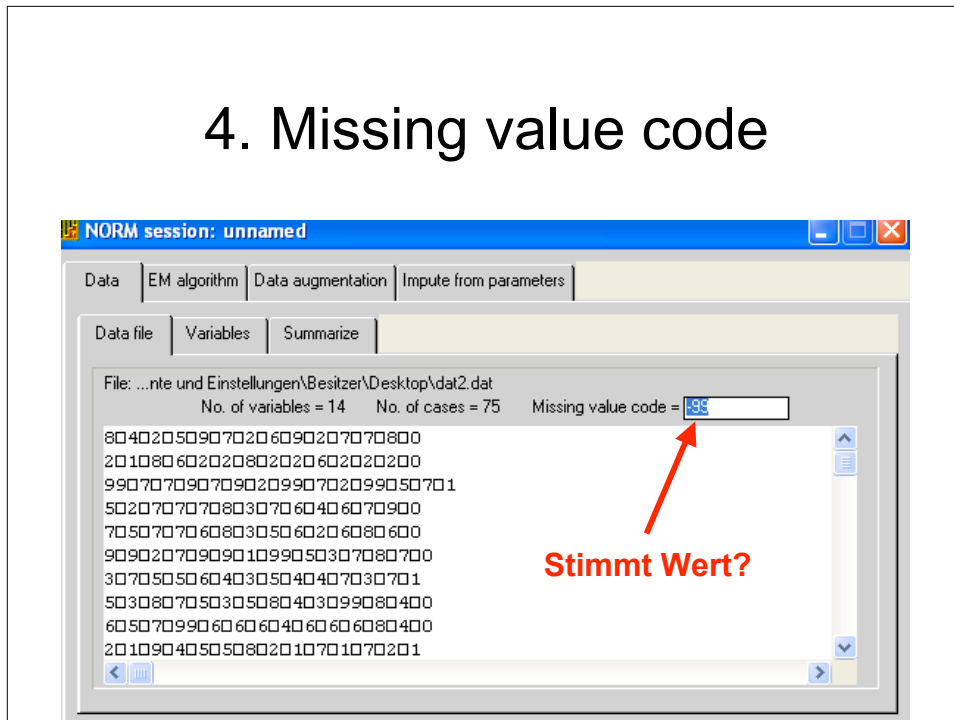 4. Missing value code
NORM session: unnamed
Data EM algorithm Data augmentation Impute from parameters
Data file Variables Summarize
File: ...nte und Einstellungen\Besitzer\Desktop\dat2.dat
No. of variables = 14 No. of cases = 75 Missing value code = -99
8□4□2□5□9□7□2□6□9□2□7□7□8□0
2□1□8□6□2□2□8□2□2□6□2□2□2□0
99□7□7□9□7□9□2□99□7□2□99□5□7□1
5□2□7□7□7□8□3□7□6□4□6□7□9□0
7□5□7□7□6□8□3□5□6□2□6□8□6□0
9□9□2□7□9□9□1□99□5□3□7□8□7□0
3□7□5□5□6□4□3□5□4□4□7□3□7□1
5□3□8□7□5□3□5□8□4□3□99□8□4□0
6□5□7□99□6□6□6□4□6□6□6□8□4□0
2□1□9□4□5□5□8□2□1□7□1□7□2□1
Stimmt Wert?